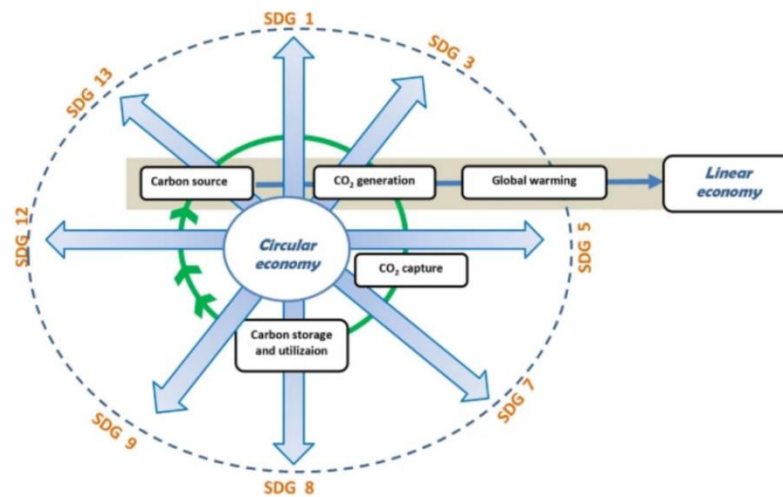 SDG 1
SDG 3
SDG 13
Carbon source
CO₂ generation
Global warming
Linear
economy
SDG 12
Circular
economy
SDG 5
CO₂ capture
Carbon storage
and utilizaion
SDG 7
SDG 9
SDG 8